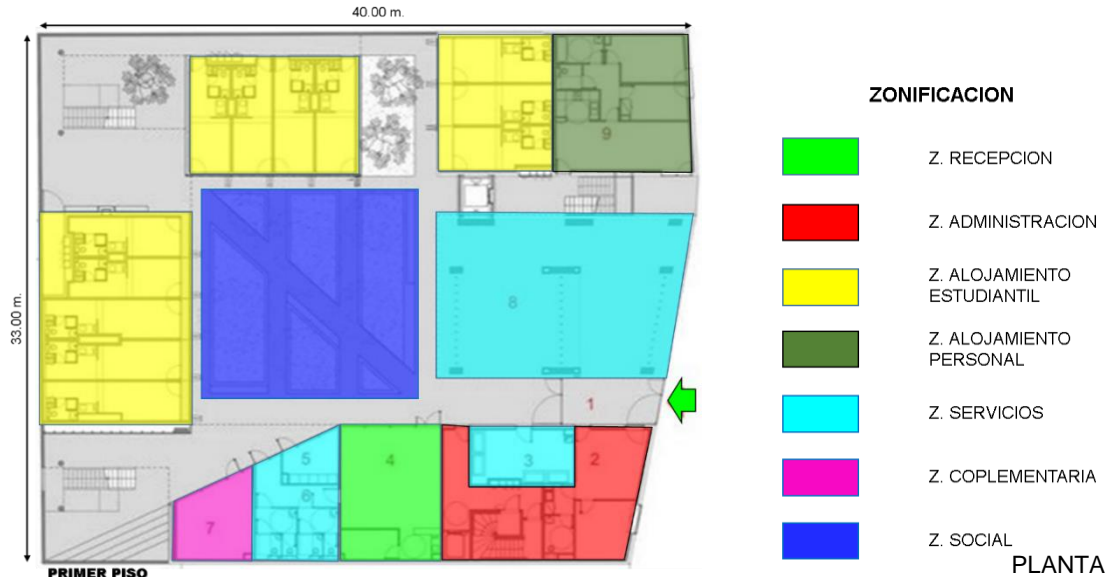 40.00 m.
33.00 m.
9
8
1
5
4
3
2
6
7
PRIMER PISO
ZONIFICACION
Z. RECEPCION
Z. ADMINISTRACION
Z. ALOJAMIENTO
ESTUDIANTIL
Z. ALOJAMIENTO
PERSONAL
Z. SERVICIOS
Z. COPLEMENTARIA
Z. SOCIAL
PLANTA